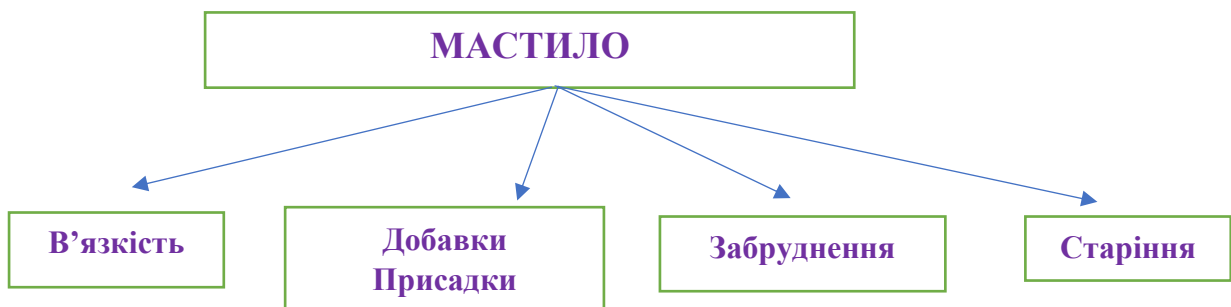 МАСТИЛО
В’язкість
Добавки
Присадки
Забруднення
Старіння